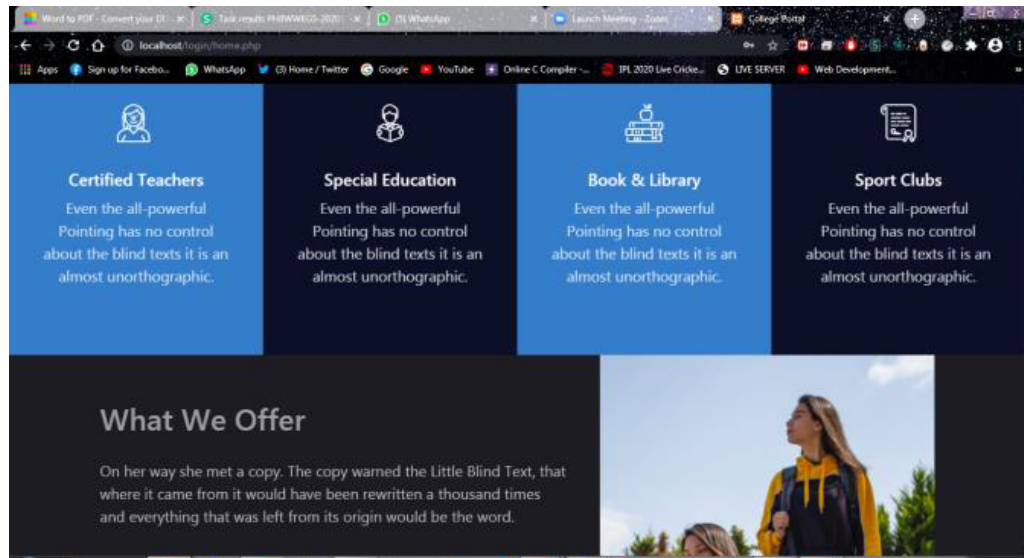 Word to PDF - Convert your D
Task results
(5) WhatsApp
Launch Meeting - Zoom
College Portal
localhost/login/home.php
Apps
Sign up for Facebo...
WhatsApp
(3) Home / Twitter
Google
YouTube
Online C Compiler -...
IPL 2020 Live Cricke...
LIVE SERVER
Web Development...
»
Certified Teachers
Even the all-powerful
Pointing has no control
about the blind texts it is an
almost unorthographic.
Special Education
Even the all-powerful
Pointing has no control
about the blind texts it is an
almost unorthographic.
Book & Library
Even the all-powerful
Pointing has no control
about the blind texts it is an
almost unorthographic.
Sport Clubs
Even the all-powerful
Pointing has no control
about the blind texts it is an
almost unorthographic.
What We Offer
On her way she met a copy. The copy warned the Little Blind Text, that
where it came from it would have been rewritten a thousand times
and everything that was left from its origin would be the word.